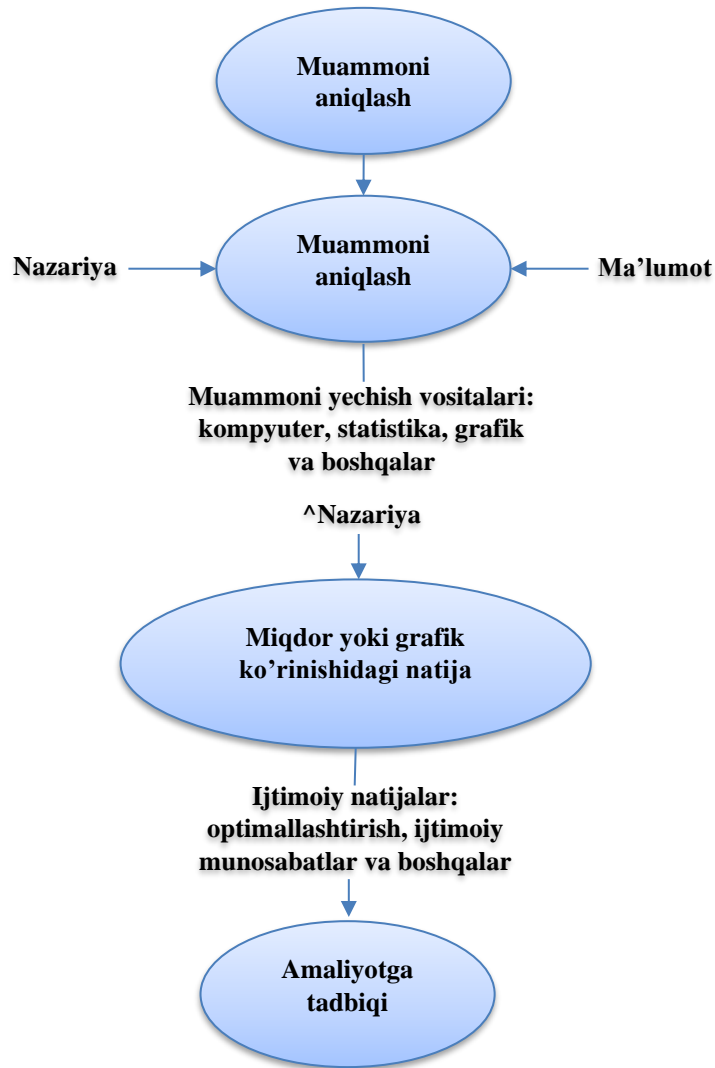 Muammoni
aniqlash
Muammoni
aniqlash
Nazariya
Ma’lumot
Muammoni yechish vositalari:
kompyuter, statistika, grafik
va boshqalar
^Nazariya
Miqdor yoki grafik
ko’rinishidagi natija
Ijtimoiy natijalar:
optimallashtirish, ijtimoiy
munosabatlar va boshqalar
Amaliyotga
tadbiqi